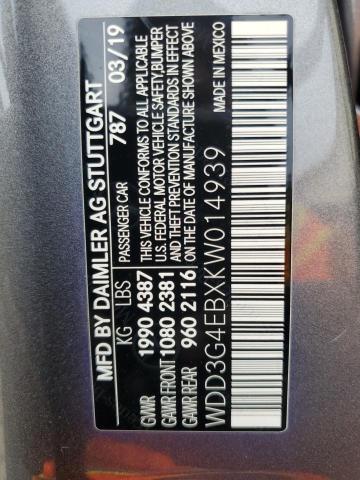 MFD BY DAIMLER AG STUTTGART
KG LBS PASSENGER CAR 787 03/19
GVWR 1990 4387
GAWR FRONT 1080 2381
GAWR REAR 960 2116
THIS VEHICLE CONFORMS TO ALL APPLICABLE
U.S. FEDERAL MOTOR VEHICLE SAFETY, BUMPER
AND THEFT PREVENTION STANDARDS IN EFFECT
ON THE DATE OF MANUFACTURE SHOWN ABOVE
WDD3G4EBXKW014939 MADE IN MEXICO